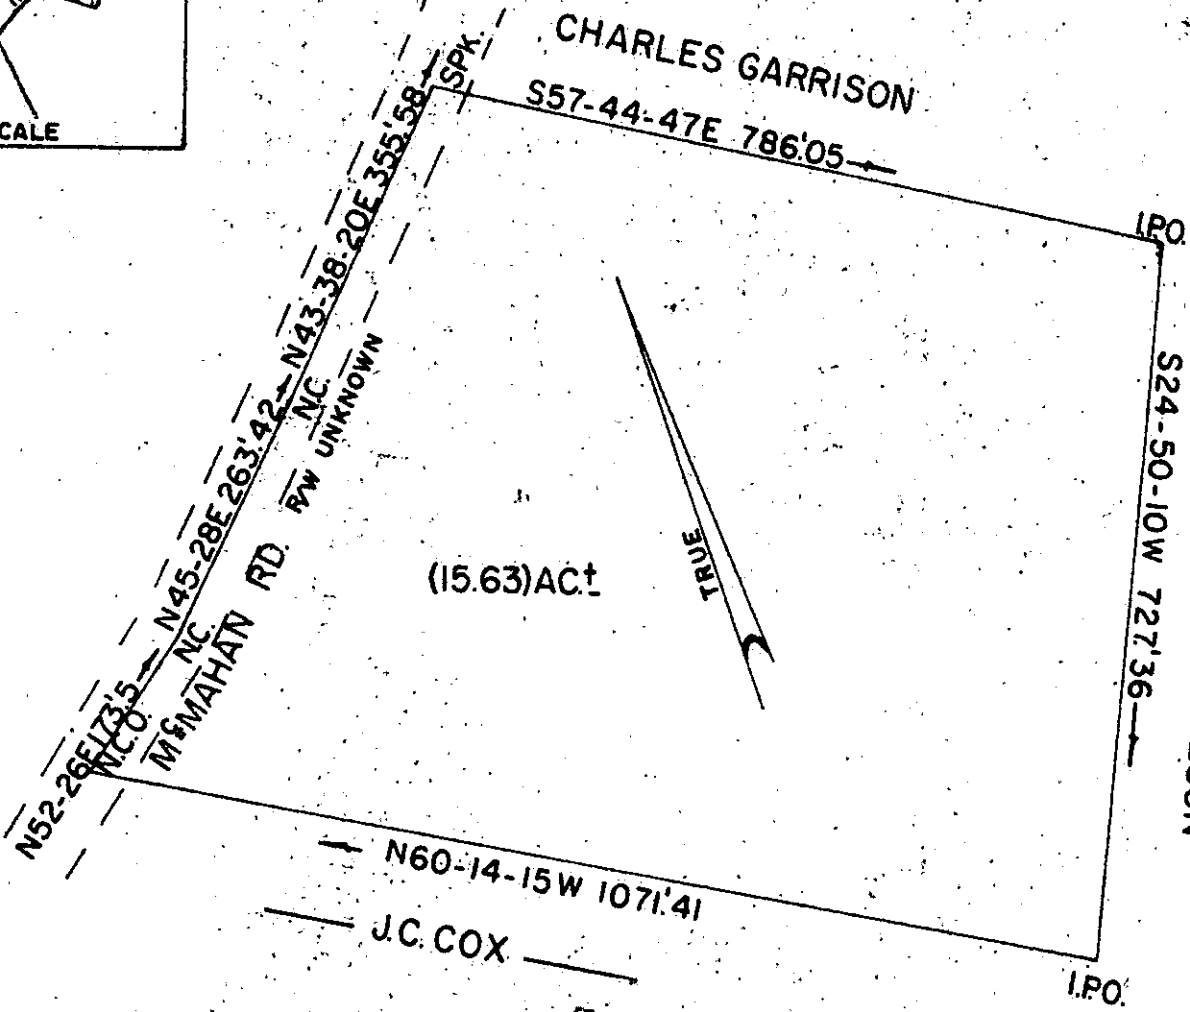 CALE
CHARLES GARRISON
SPK.
S57-44-47E 786'.05
I.P.O.
N43-38-20E 355'.58
S24-50-10W 727'.36
N.C.
R/W UNKNOWN
N45-28E 263'.42
TRUE
(15.63)AC.±
N.C.
McMAHAN RD.
N52-26E 173'.5
N.C.O.
N60-14-15W 1071'.41
J.C. COX
I.P.O.